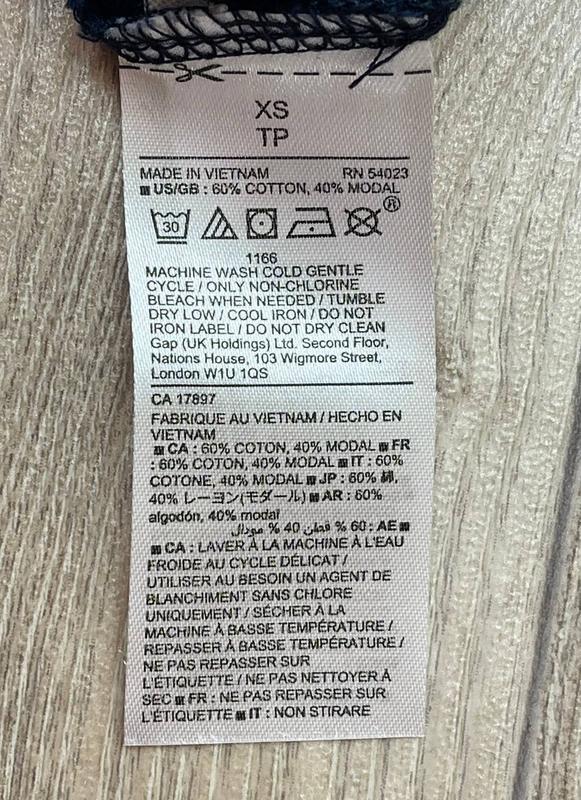 XS
TP
MADE IN VIETNAM RN 54023
US/GB : 60% COTTON, 40% MODAL
30 ®
1166
MACHINE WASH COLD GENTLE
CYCLE / ONLY NON-CHLORINE
BLEACH WHEN NEEDED / TUMBLE
DRY LOW / COOL IRON / DO NOT
IRON LABEL / DO NOT DRY CLEAN
Gap (UK Holdings) Ltd. Second Floor,
Nations House, 103 Wigmore Street,
London W1U 1QS
CA 17897
FABRIQUE AU VIETNAM / HECHO EN
VIETNAM
CA : 60% COTON, 40% MODAL FR
: 60% COTON, 40% MODAL IT : 60%
COTONE, 40% MODAL JP : 60% 綿,
40% レーヨン(モダール) AR : 60%
algodón, 40% modal
AE : 60 % قطن 40 % مودال
CA : LAVER À LA MACHINE À L'EAU
FROIDE AU CYCLE DÉLICAT /
UTILISER AU BESOIN UN AGENT DE
BLANCHIMENT SANS CHLORE
UNIQUEMENT / SÉCHER À LA
MACHINE À BASSE TEMPÉRATURE /
REPASSER À BASSE TEMPÉRATURE /
NE PAS REPASSER SUR
L'ÉTIQUETTE / NE PAS NETTOYER À
SEC FR : NE PAS REPASSER SUR
L'ÉTIQUETTE IT : NON STIRARE